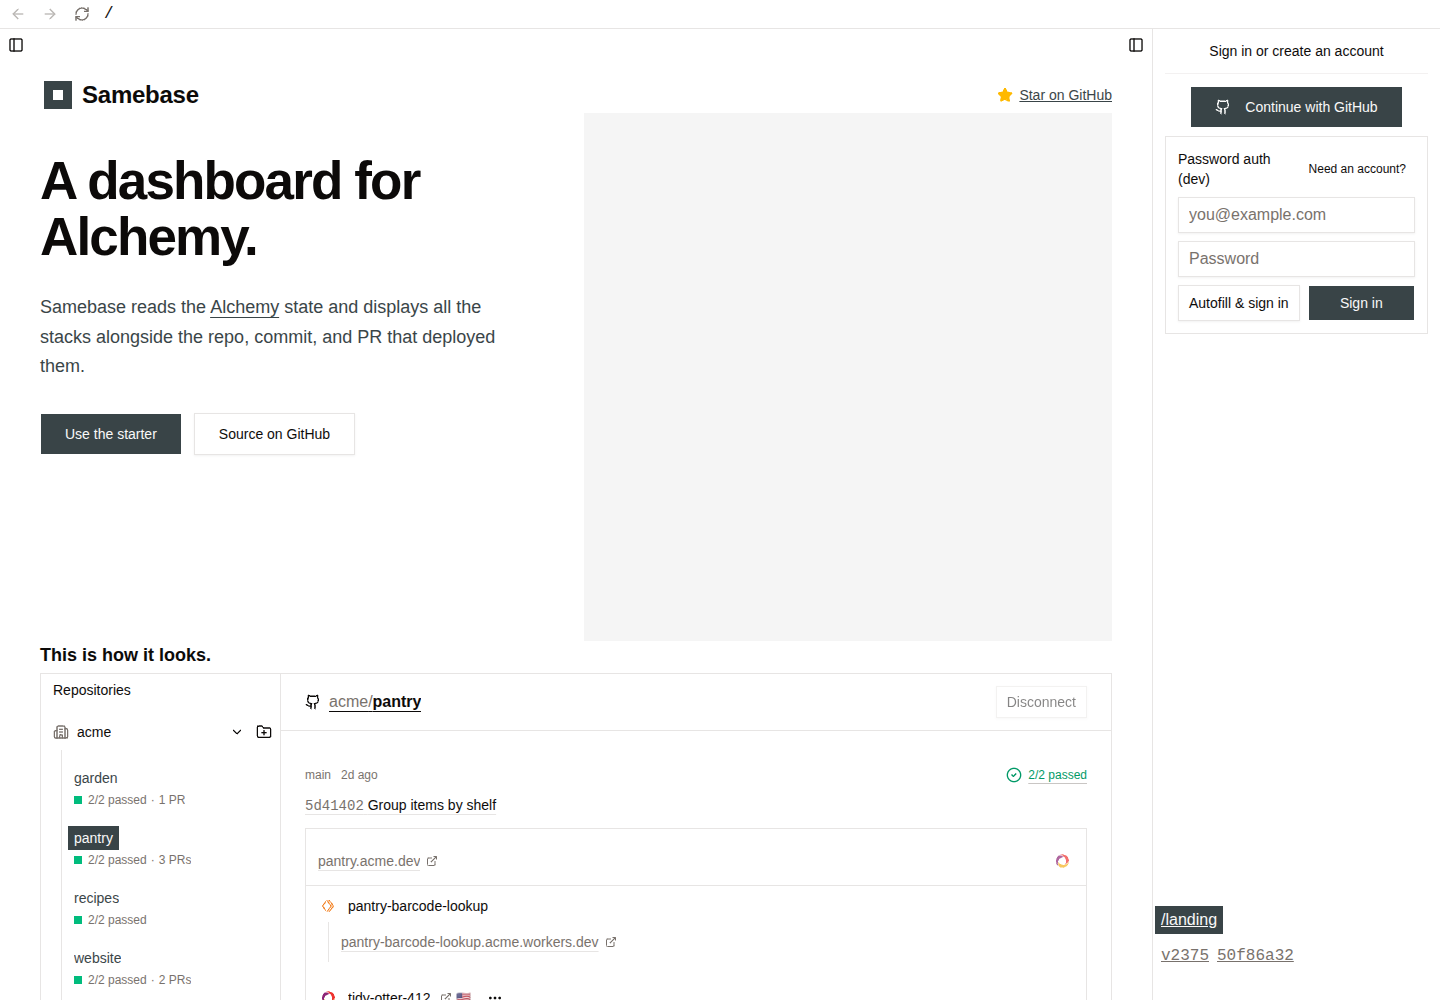 /
Samebase
Star on GitHub
A dashboard for
Alchemy.
Samebase reads the Alchemy state and displays all the
stacks alongside the repo, commit, and PR that deployed
them.
Use the starter
Source on GitHub
This is how it looks.
Repositories
acme
garden
2/2 passed · 1 PR
pantry
2/2 passed · 3 PRs
recipes
2/2 passed
website
2/2 passed · 2 PRs
acme/pantry
Disconnect
main 2d ago
2/2 passed
5d41402 Group items by shelf
pantry.acme.dev
pantry-barcode-lookup
pantry-barcode-lookup.acme.workers.dev
tidy-otter-412
Sign in or create an account
Continue with GitHub
Password auth
(dev)
Need an account?
you@example.com
Password
Autofill & sign in
Sign in
/landing
v2375 50f86a32